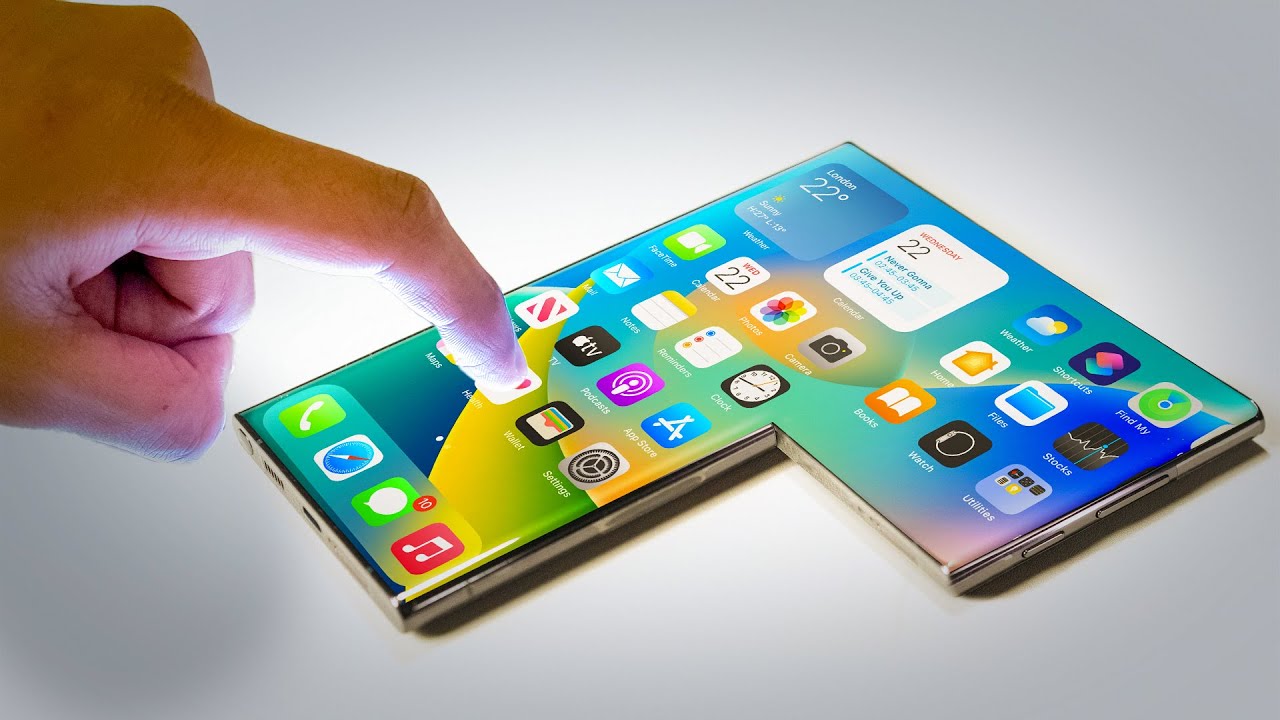 London
22°
Sunny
H:27° L:13°
Weather
WEDNESDAY
22
Never Gonna
02:45–03:45
Give You Up
03:45–04:45
Calendar
FaceTime
WED
22
Calendar
Photos
Camera
Mail
Notes
Reminders
Clock
Weather
Shortcuts
Find My
Home
Files
Stocks
Books
Watch
Utilities
tv
TV
Podcasts
App Store
Maps
Health
Wallet
Settings
10